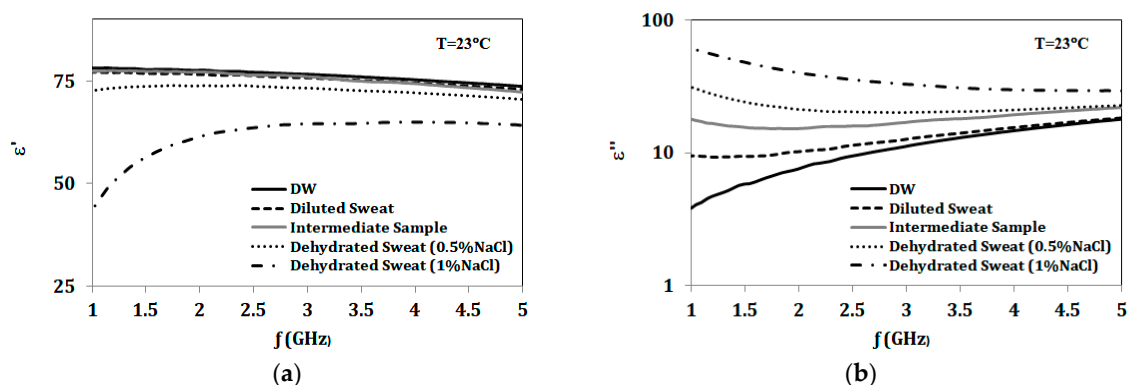 T=23°C
75
50
25
ε'
DW
Diluted Sweat
Intermediate Sample
Dehydrated Sweat (0.5%NaCl)
Dehydrated Sweat (1%NaCl)
1 1.5 2 2.5 3 3.5 4 4.5 5
f (GHz)
(a)
100
T=23°C
10
1
ε"
DW
Diluted Sweat
Intermediate Sample
Dehydrated Sweat (0.5%NaCl)
Dehydrated Sweat (1%NaCl)
1 1.5 2 2.5 3 3.5 4 4.5 5
f (GHz)
(b)